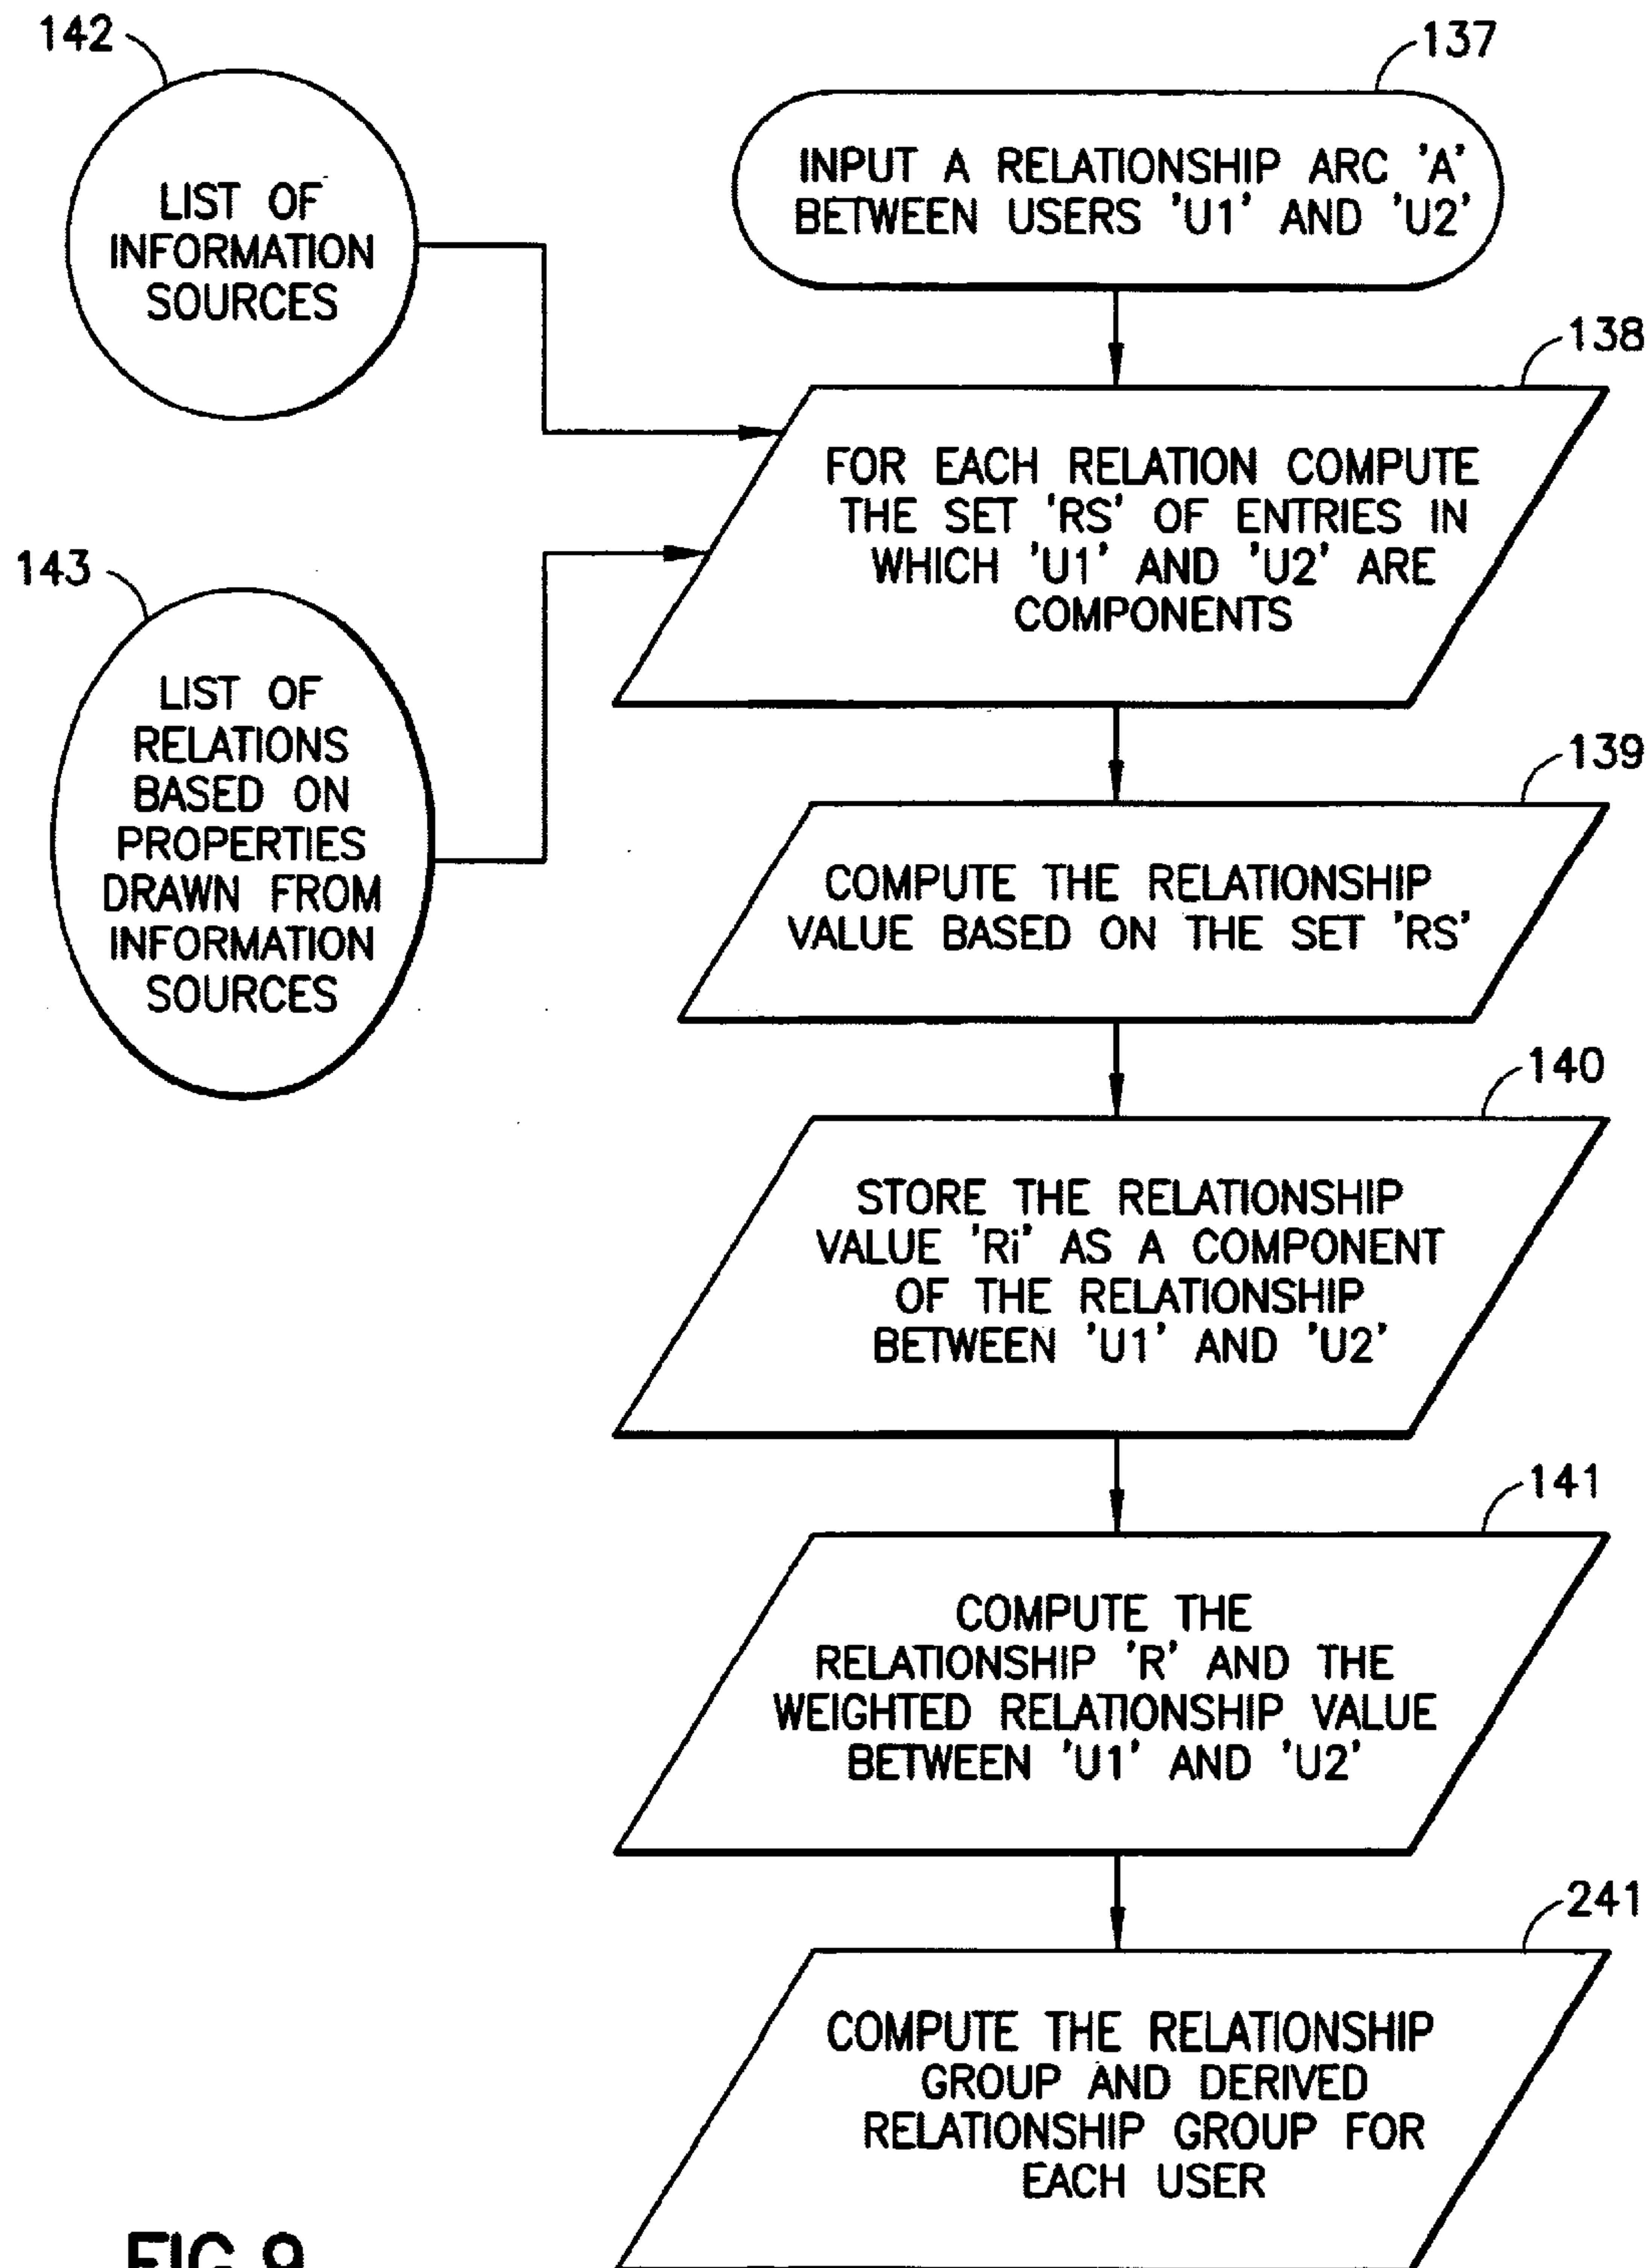 142
LIST OF
INFORMATION
SOURCES
137
INPUT A RELATIONSHIP ARC 'A'
BETWEEN USERS 'U1' AND 'U2'
138
FOR EACH RELATION COMPUTE
THE SET 'RS' OF ENTRIES IN
WHICH 'U1' AND 'U2' ARE
COMPONENTS
143
LIST OF
RELATIONS
BASED ON
PROPERTIES
DRAWN FROM
INFORMATION
SOURCES
139
COMPUTE THE RELATIONSHIP
VALUE BASED ON THE SET 'RS'
140
STORE THE RELATIONSHIP
VALUE 'Ri' AS A COMPONENT
OF THE RELATIONSHIP
BETWEEN 'U1' AND 'U2'
141
COMPUTE THE
RELATIONSHIP 'R' AND THE
WEIGHTED RELATIONSHIP VALUE
BETWEEN 'U1' AND 'U2'
241
COMPUTE THE RELATIONSHIP
GROUP AND DERIVED
RELATIONSHIP GROUP FOR
EACH USER
FIG.9